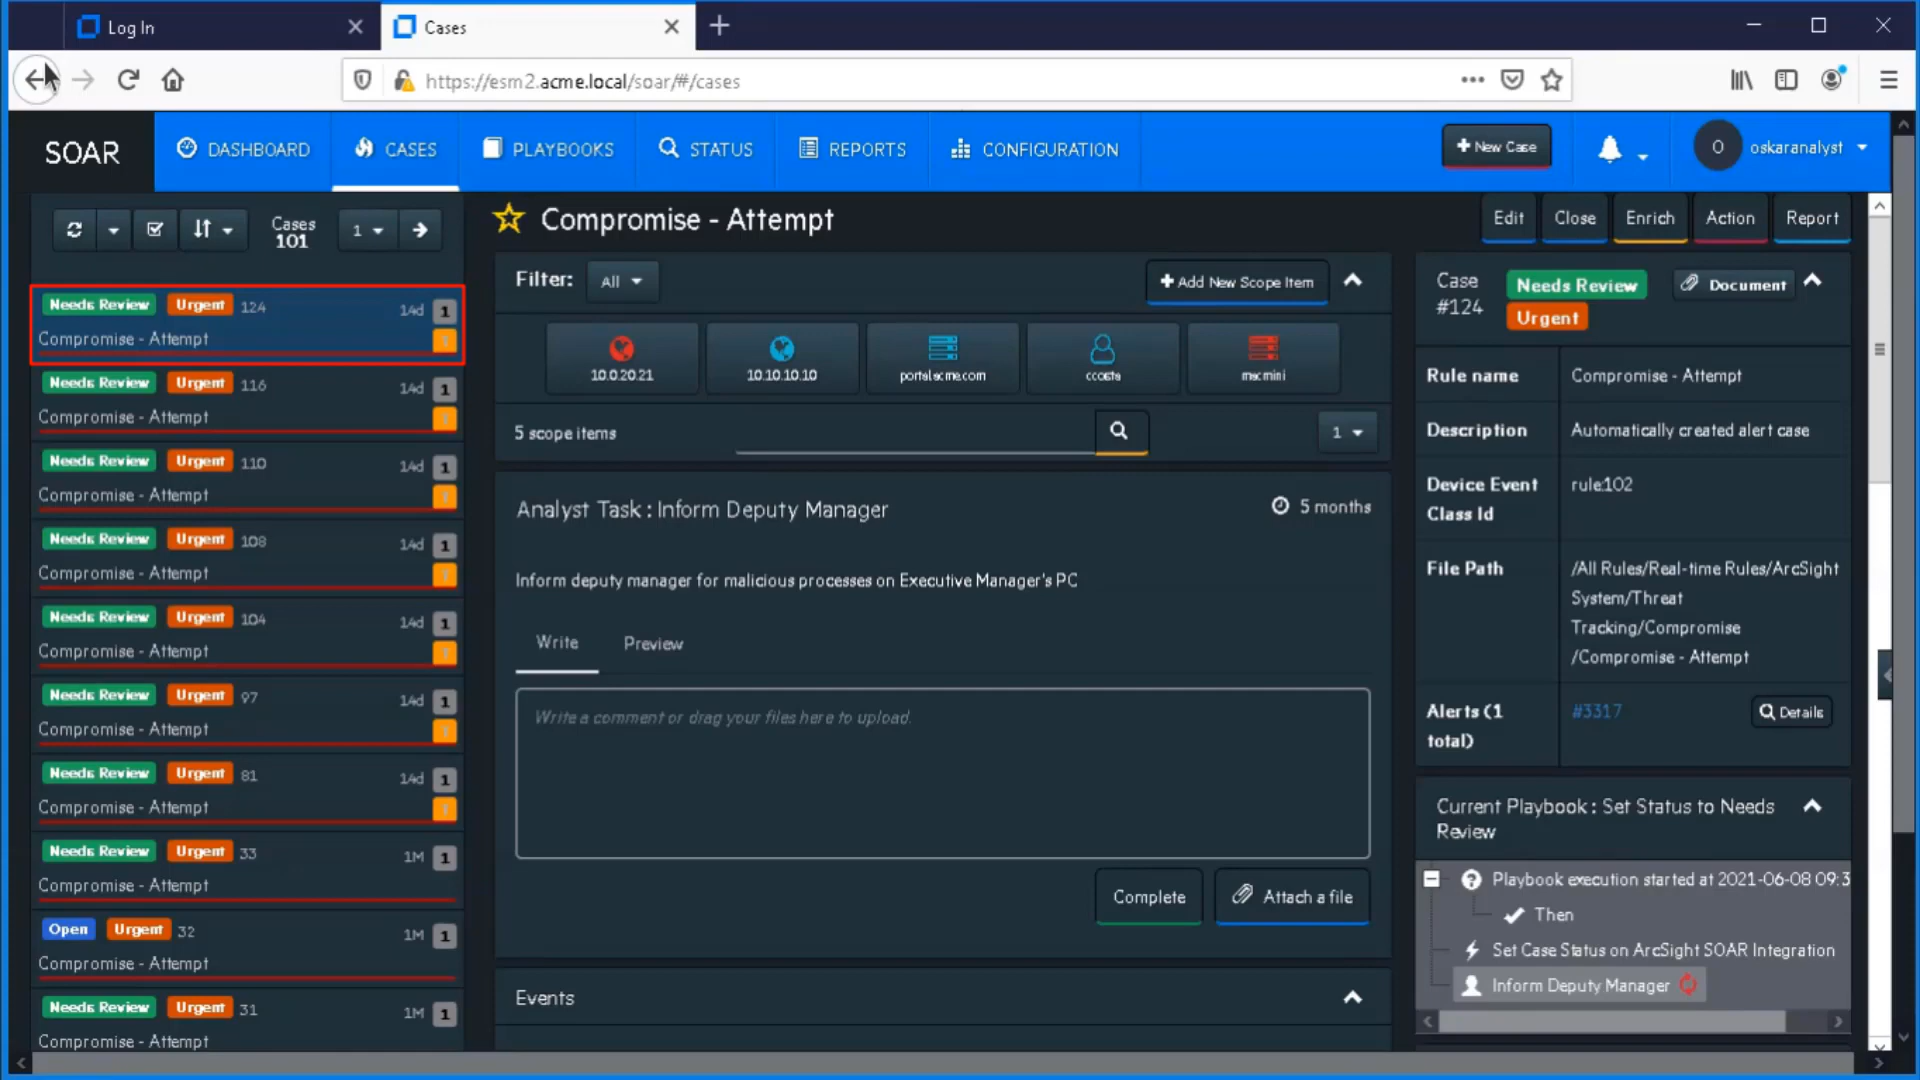 Log In
Cases
https://esm2.acme.local/soar/#/cases
SOAR
DASHBOARD
CASES
PLAYBOOKS
STATUS
REPORTS
CONFIGURATION
New Case
O
oskaranalyst
Cases
101
1
Needs Review Urgent 124 14d 1
Compromise - Attempt
Needs Review Urgent 116 14d 1
Compromise - Attempt
Needs Review Urgent 110 14d 1
Compromise - Attempt
Needs Review Urgent 108 14d 1
Compromise - Attempt
Needs Review Urgent 104 14d 1
Compromise - Attempt
Needs Review Urgent 97 14d 1
Compromise - Attempt
Needs Review Urgent 81 14d 1
Compromise - Attempt
Needs Review Urgent 33 1M 1
Compromise - Attempt
Open Urgent 32 1M 1
Compromise - Attempt
Needs Review Urgent 31 1M 1
Compromise - Attempt
Compromise - Attempt
Edit
Close
Enrich
Action
Report
Filter: All
Add New Scope Item
10.0.20.21
10.10.10.10
portal.acme.com
ccosta
macmini
5 scope items
1
Analyst Task : Inform Deputy Manager
5 months
Inform deputy manager for malicious processes on Executive Manager's PC
Write
Preview
Write a comment or drag your files here to upload.
Complete
Attach a file
Events
Case
#124
Needs Review
Urgent
Document
Rule name Compromise - Attempt
Description Automatically created alert case
Device Event
Class Id
rule:102
File Path
/All Rules/Real-time Rules/ArcSight
System/Threat
Tracking/Compromise
/Compromise - Attempt
Alerts (1
total)
#3317
Details
Current Playbook : Set Status to Needs
Review
Playbook execution started at 2021-06-08 09:3
Then
Set Case Status on ArcSight SOAR Integration
Inform Deputy Manager